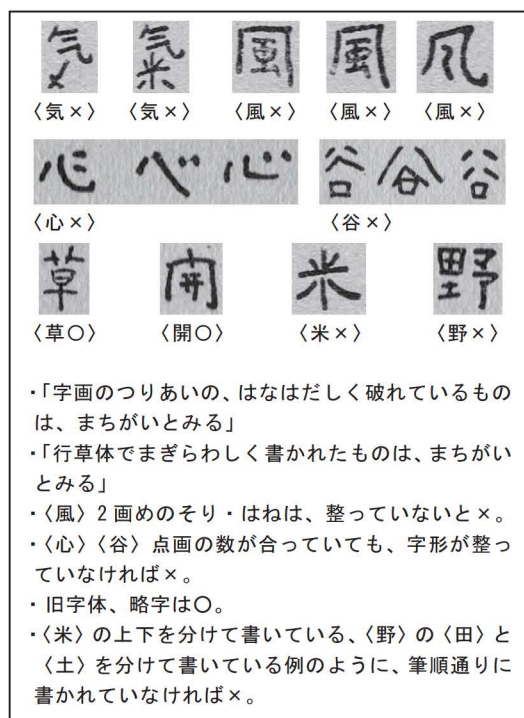 気 氣 風 風 凨
〈気×〉 〈気×〉 〈風×〉 〈風×〉 〈風×〉
心 心 心 谷 谷 谷
〈心×〉 〈谷×〉
草 開 米 野
〈草○〉 〈開○〉 〈米×〉 〈野×〉
・「字画のつりあいの、はなはだしく破れているもの
は、まちがいとみる」
・「行草体でまぎらわしく書かれたものは、まちがい
とみる」
・〈風〉2画めのそり・はねは、整っていないと×。
・〈心〉〈谷〉点画の数が合っていても、字形が整っ
ていなければ×。
・旧字体、略字は○。
・〈米〉の上下を分けて書いている、〈野〉の〈田〉と
〈土〉を分けて書いている例のように、筆順通りに
書かれていなければ×。